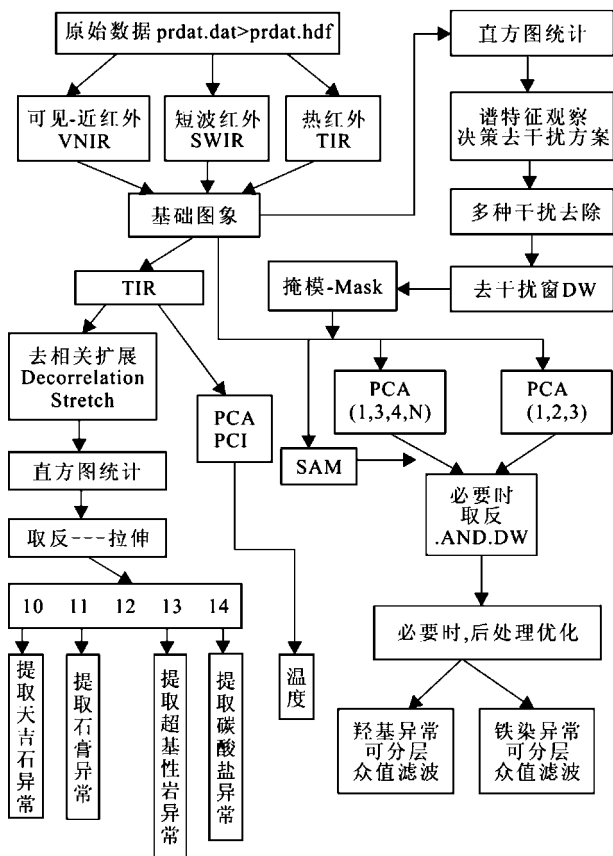 原始数据 prdat.dat>prdat.hdf
可见-近红外
VNIR
短波红外
SWIR
热红外
TIR
基础图象
直方图统计
谱特征观察
决策去干扰方案
多种干扰去除
去干扰窗DW
掩模-Mask
TIR
去相关扩展
Decorrelation
Stretch
直方图统计
取反---拉伸
PCA
PCI
SAM
PCA
(1,3,4,N)
PCA
(1,2,3)
必要时
取反
.AND.DW
必要时,后处理优化
10 11 12 13 14
提取犬吉石异常
提取石膏异常
提取超基性岩异常
提取碳酸盐异常
温度
羟基异常
可分层
众值滤波
铁染异常
可分层
众值滤波